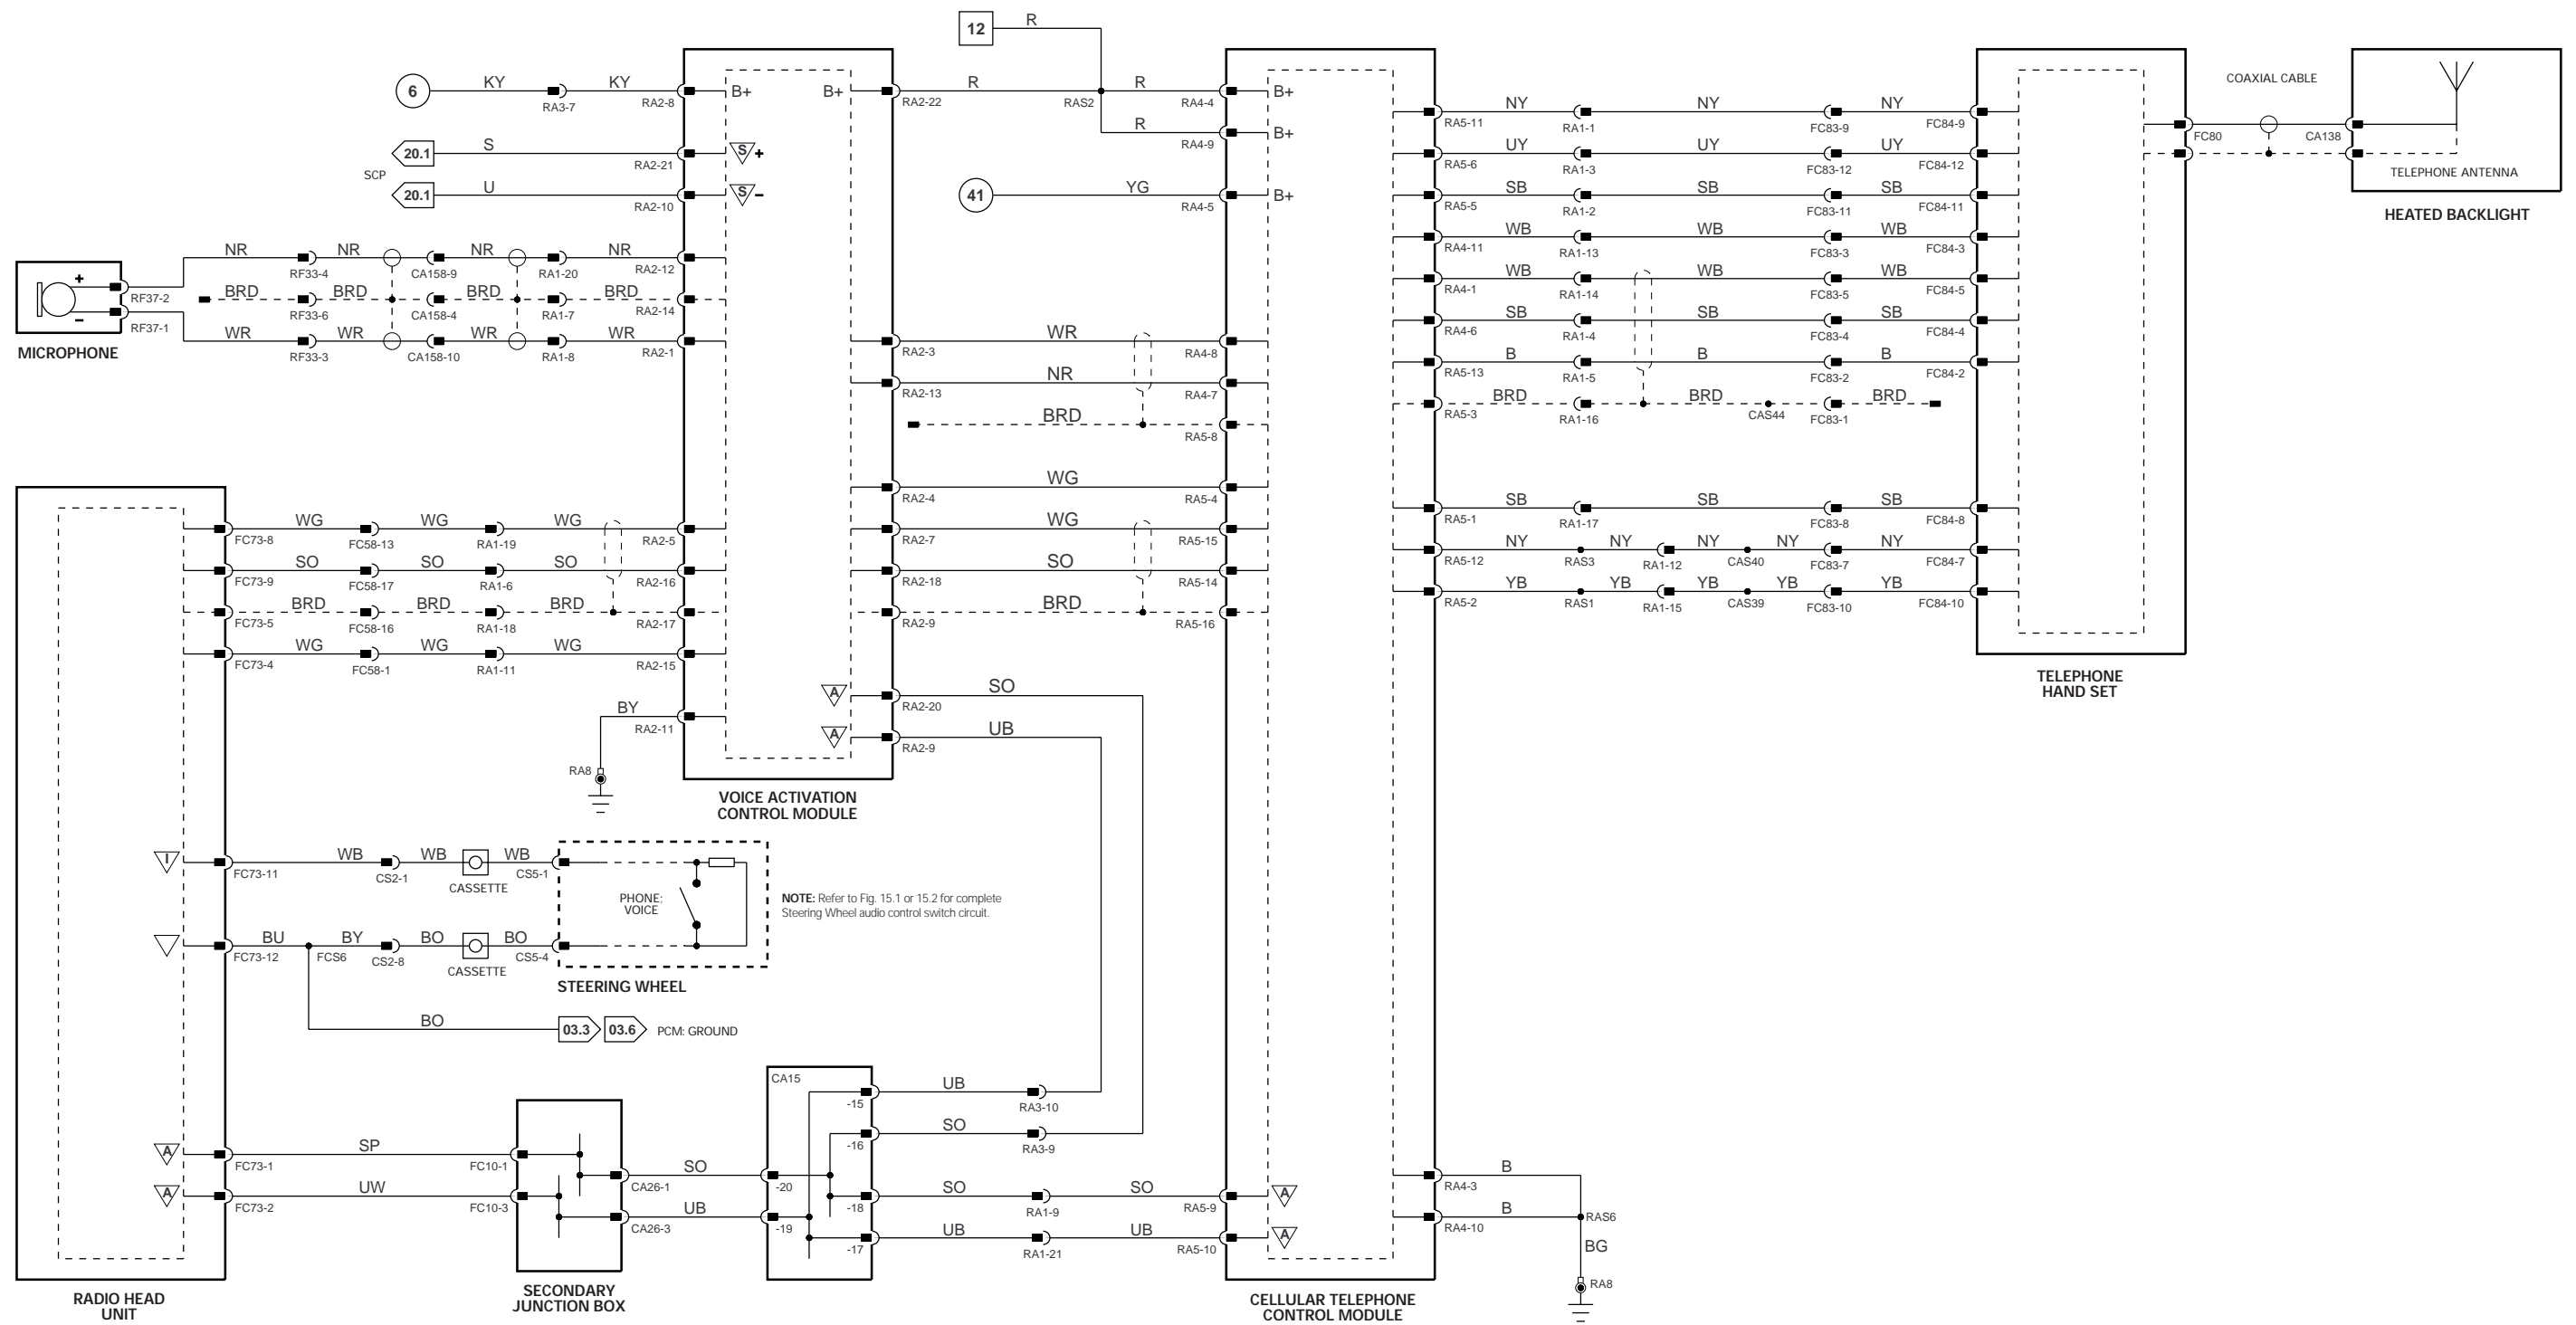 12
R
6
KY
RA3-7
KY
RA2-8
B+
B+
RA2-22
R
RAS2
R
RA4-4
B+
R
RA4-9
B+
20.1
S
RA2-21
S
+
SCP
20.1
U
RA2-10
S
–
41
YG
RA4-5
B+
MICROPHONE
+
–
RF37-2
RF37-1
NR
RF33-4
NR
CA158-9
NR
RA1-20
NR
RA2-12
BRD
RF33-6
BRD
CA158-4
BRD
RA1-7
BRD
RA2-14
WR
RF33-3
WR
CA158-10
WR
RA1-8
WR
RA2-1
RA2-3
WR
RA4-8
RA2-13
NR
RA4-7
BRD
RA5-8
RA2-4
WG
RA5-4
RA2-7
WG
RA5-15
RA2-18
SO
RA5-14
RA2-9
BRD
RA5-16
A
RA2-20
SO
A
RA2-9
UB
FC73-8
WG
FC58-13
WG
RA1-19
WG
RA2-5
FC73-9
SO
FC58-17
SO
RA1-6
SO
RA2-16
FC73-5
BRD
FC58-16
BRD
RA1-18
BRD
RA2-17
FC73-4
WG
FC58-1
WG
RA1-11
WG
RA2-15
BY
RA2-11
RA8
VOICE ACTIVATION
CONTROL MODULE
I
FC73-11
WB
CS2-1
WB
CASSETTE
WB
CS5-1
PHONE;
VOICE
NOTE: Refer to Fig. 15.1 or 15.2 for complete
Steering Wheel audio control switch circuit.
FC73-12
BU
FCS6
BY
CS2-8
BO
CASSETTE
BO
CS5-4
STEERING WHEEL
BO
03.3
03.6
PCM: GROUND
A
FC73-1
SP
FC10-1
A
FC73-2
UW
FC10-3
CA26-1
SO
CA26-3
UB
CA15
-20
-19
-15
UB
RA3-10
-16
SO
RA3-9
-18
SO
RA1-9
SO
RA5-9
A
-17
UB
RA1-21
UB
RA5-10
A
RADIO HEAD
UNIT
SECONDARY
JUNCTION BOX
CELLULAR TELEPHONE
CONTROL MODULE
RA5-11
NY
RA1-1
NY
FC83-9
NY
FC84-9
RA5-6
UY
RA1-3
UY
FC83-12
UY
FC84-12
RA5-5
SB
RA1-2
SB
FC83-11
SB
FC84-11
RA4-11
WB
RA1-13
WB
FC83-3
WB
FC84-3
RA4-1
WB
RA1-14
WB
FC83-5
WB
FC84-5
RA4-6
SB
RA1-4
SB
FC83-4
SB
FC84-4
RA5-13
B
RA1-5
B
FC83-2
B
FC84-2
RA5-3
BRD
RA1-16
BRD
CAS44
FC83-1
BRD
RA5-1
SB
RA1-17
SB
FC83-8
SB
FC84-8
RA5-12
NY
RAS3
NY
RA1-12
NY
CAS40
NY
FC83-7
NY
FC84-7
RA5-2
YB
RAS1
YB
RA1-15
YB
CAS39
YB
FC83-10
YB
FC84-10
TELEPHONE
HAND SET
COAXIAL CABLE
FC80
CA138
TELEPHONE ANTENNA
HEATED BACKLIGHT
RA4-3
B
RA4-10
B
RAS6
BG
RA8